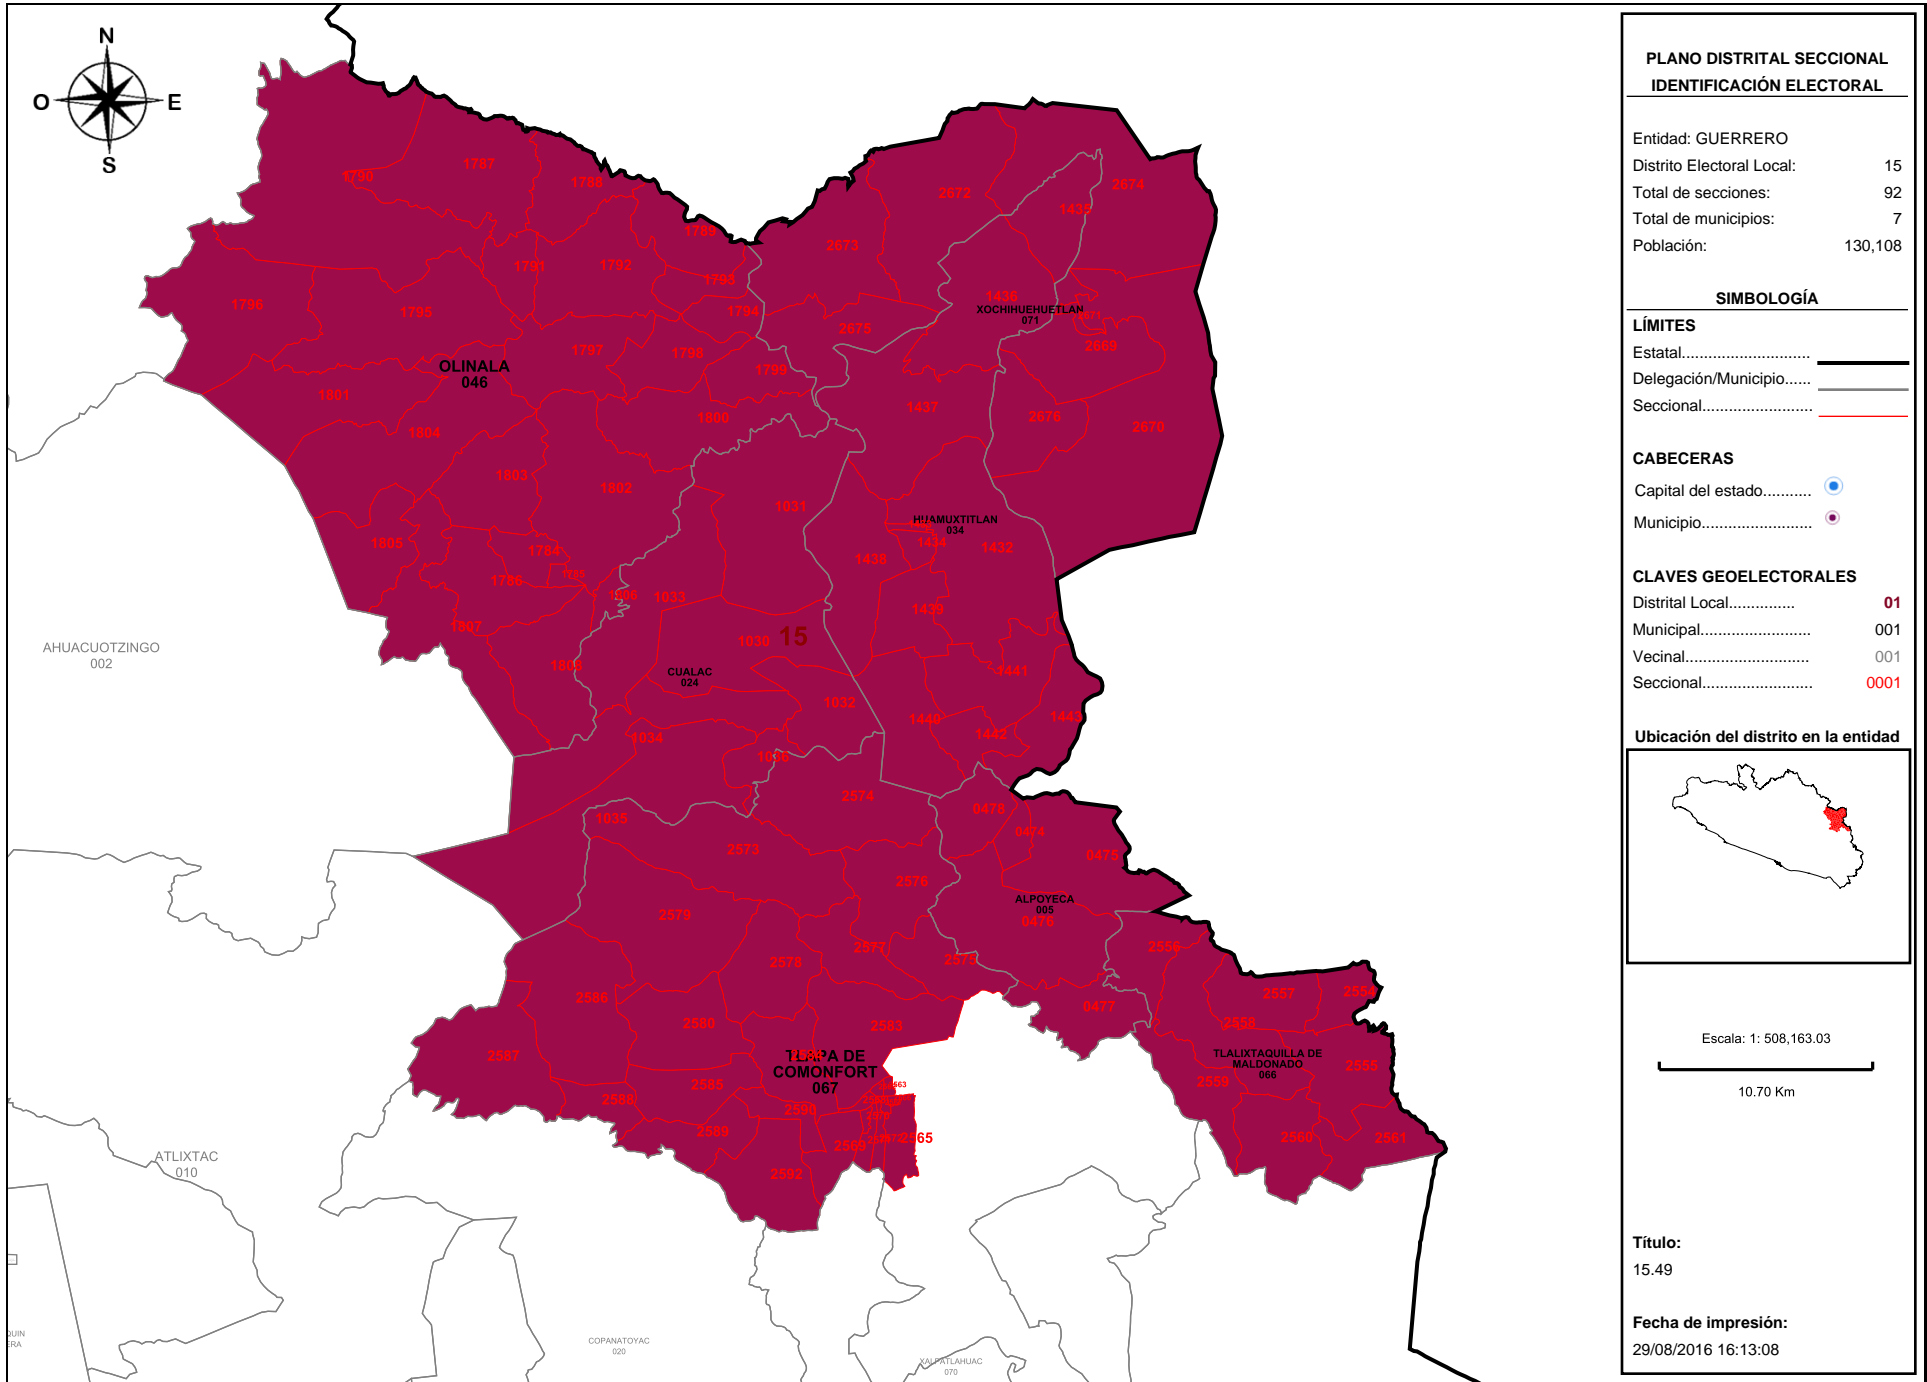 N
O
E
S
1790
1787
1788
1789
1791
1792
1793
1794
1796
1795
1797
1798
1799
OLINALA
046
1801
1804
1800
1803
1802
1805
1784
1786
1785
1806
1807
1808
2672
2674
1435
2673
1436
XOCHIHUEHUETLAN
071
2671
2675
2669
1437
2676
2670
1031
HUAMUXTITLAN
034
1434
1432
1438
1439
1033
1030
15
CUALAC
024
1032
1441
1440
1442
1443
1034
1036
1035
2574
0478
0474
0475
2573
2576
ALPOYECA
005
0476
2579
2577
2578
2575
2556
2586
2580
2583
0477
2557
2554
2558
2587
TLAPA DE
COMONFORT
067
TLALIXTAQUILLA DE
MALDONADO
066
2559
2555
2585
2588
2563
2590
2589
2569
2565
2592
2560
2561
AHUACUOTZINGO
002
ATLIXTAC
010
COPANATOYAC
020
XALPATLAHUAC
070
PLANO DISTRITAL SECCIONAL
IDENTIFICACIÓN ELECTORAL
Entidad: GUERRERO
Distrito Electoral Local: 15
Total de secciones: 92
Total de municipios: 7
Población: 130,108
SIMBOLOGÍA
LÍMITES
Estatal............................
Delegación/Municipio......
Seccional.........................
CABECERAS
Capital del estado...........
Municipio.........................
CLAVES GEOELECTORALES
Distrital Local............... 01
Municipal......................... 001
Vecinal............................ 001
Seccional......................... 0001
Ubicación del distrito en la entidad
Escala: 1: 508,163.03
10.70 Km
Título:
15.49
Fecha de impresión:
29/08/2016 16:13:08